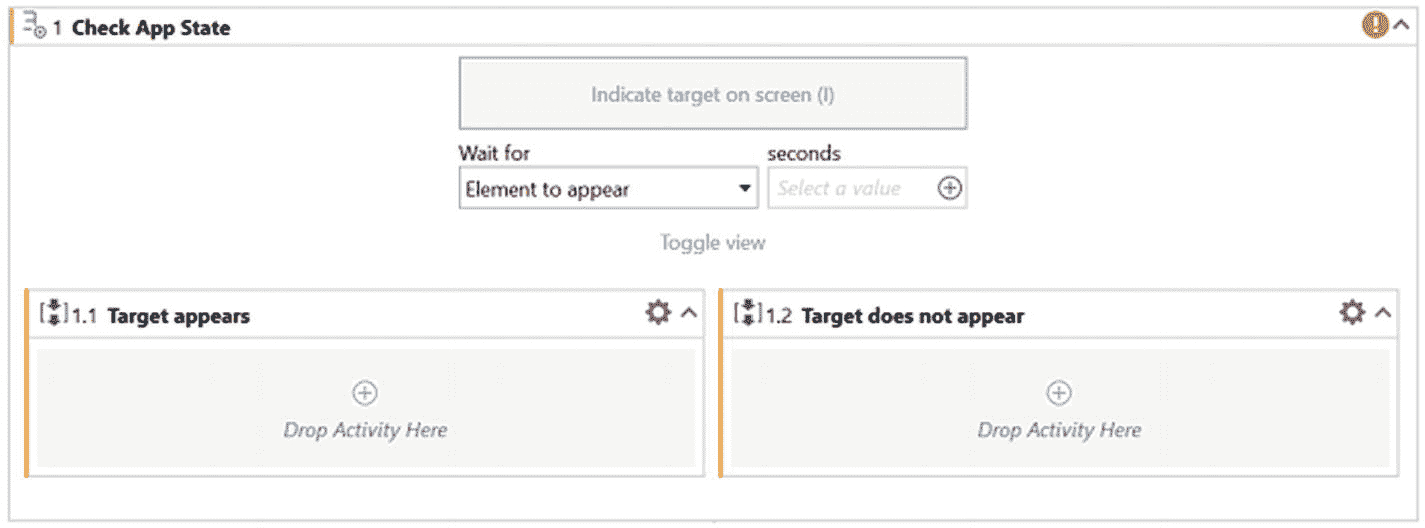 1 Check App State
Indicate target on screen (I)
Wait for seconds
Element to appear Select a value
Toggle view
1.1 Target appears 1.2 Target does not appear
Drop Activity Here Drop Activity Here